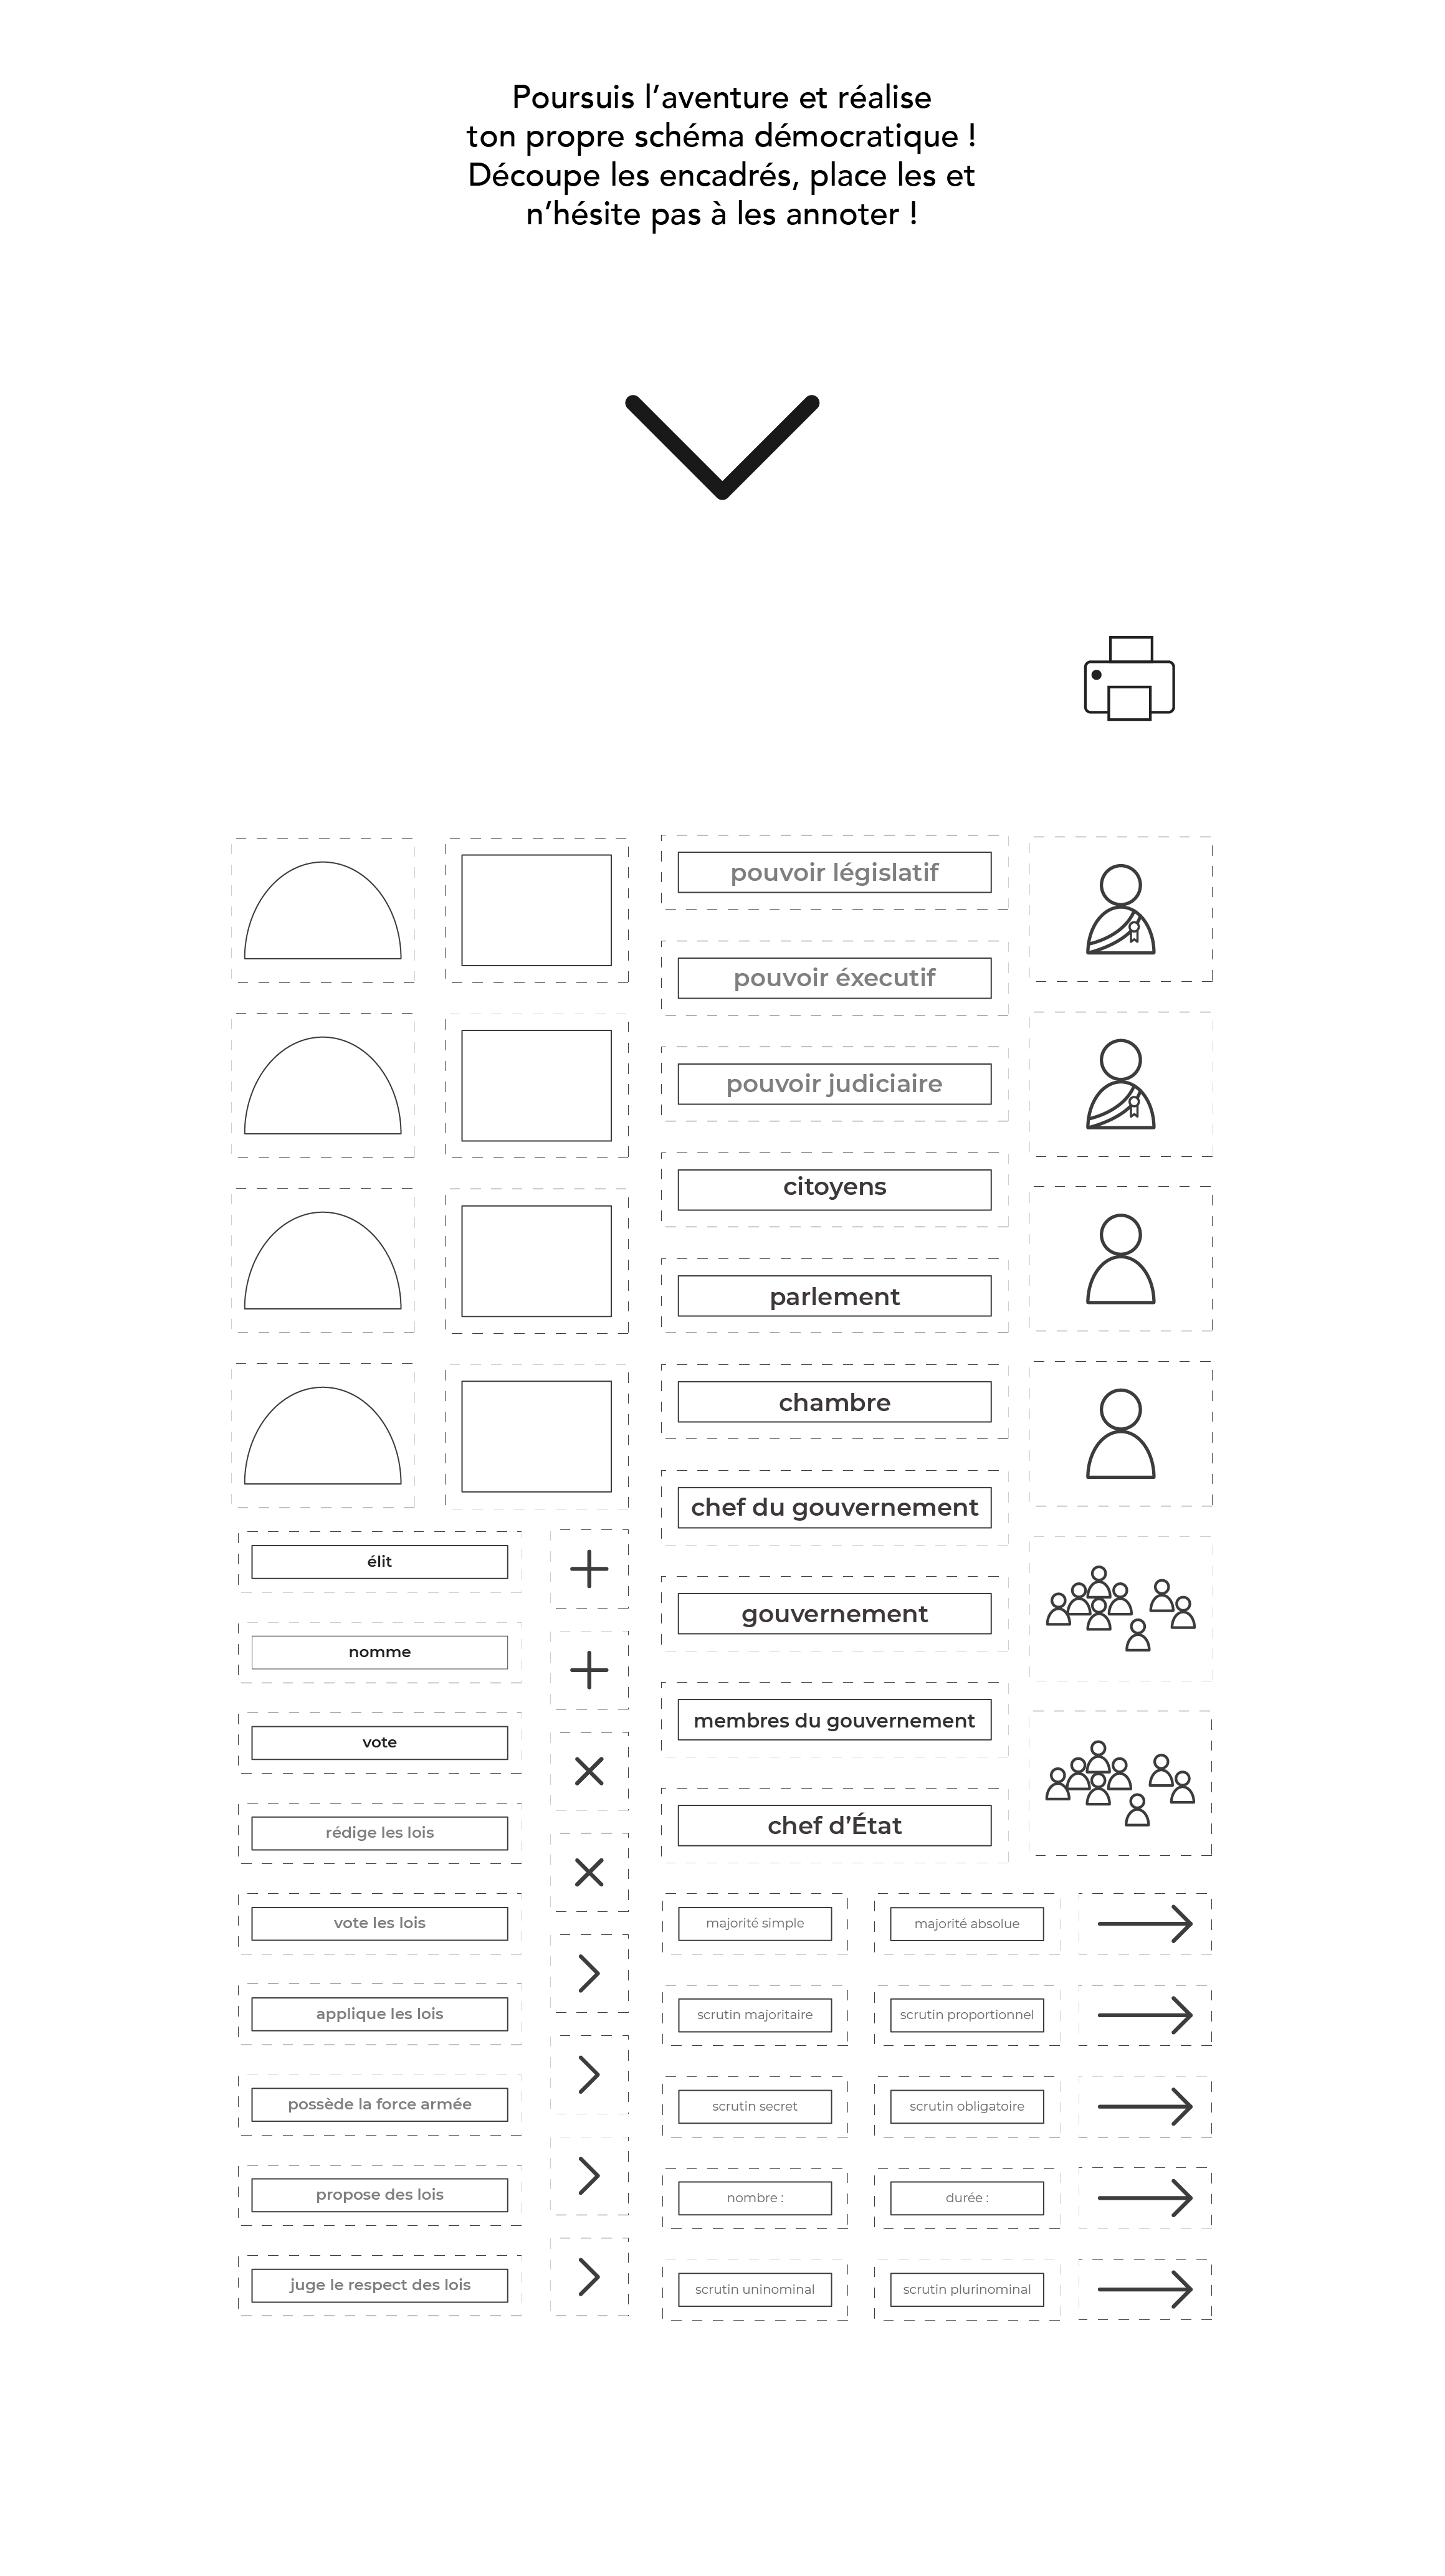 Poursuis l’aventure et réalise
ton propre schéma démocratique !
Découpe les encadrés, place les et
n’hésite pas à les annoter !
pouvoir législatif
pouvoir éxecutif
pouvoir judiciaire
citoyens
parlement
chambre
chef du gouvernement
gouvernement
membres du gouvernement
chef d’État
élit
nomme
vote
rédige les lois
vote les lois
applique les lois
possède la force armée
propose des lois
juge le respect des lois
majorité simple
majorité absolue
scrutin majoritaire
scrutin proportionnel
scrutin secret
scrutin obligatoire
nombre :
durée :
scrutin uninominal
scrutin plurinominal